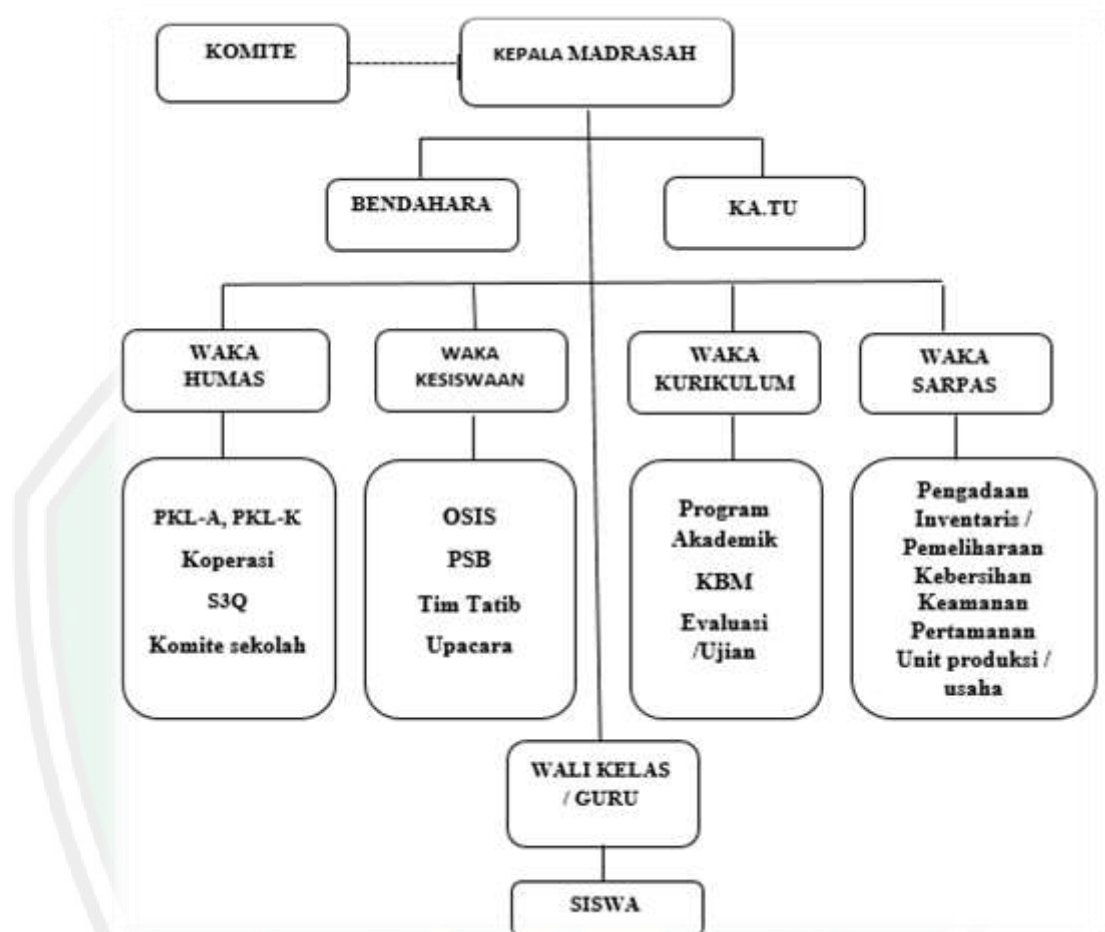 KOMITE
KEPALA MADRASAH
BENDAHARA
KA.TU
WAKA
HUMAS
WAKA
KESISWAAN
WAKA
KURIKULUM
WAKA
SARPAS
PKL-A, PKL-K
Koperasi
S3Q
Komite sekolah
OSIS
PSB
Tim Tatib
Upacara
Program
Akademik
KBM
Evaluasi
/Ujian
Pengadaan
Inventaris /
Pemeliharaan
Kebersihan
Keamanan
Pertamanan
Unit produksi /
usaha
WALI KELAS
/ GURU
SISWA